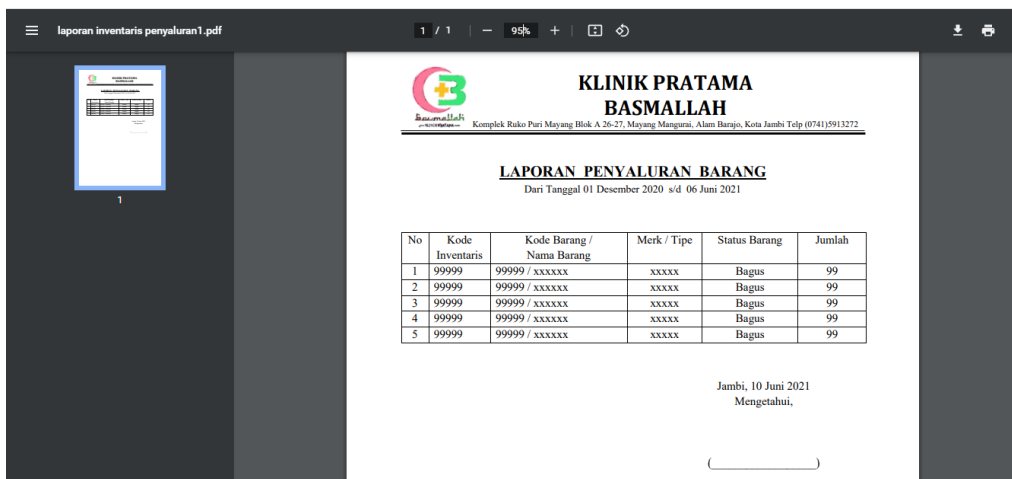 laporan inventaris penyaluran1.pdf
1 / 1 | − 95% + |
1
Basmallah
KLINIK PRATAMA
BASMALLAH
Komplek Ruko Puri Mayang Blok A 26-27, Mayang Mangurai, Alam Barajo, Kota Jambi Telp (0741)5913272
LAPORAN PENYALURAN BARANG
Dari Tanggal 01 Desember 2020 s/d 06 Juni 2021
No Kode Inventaris Kode Barang / Nama Barang Merk / Tipe Status Barang Jumlah
1 99999 99999 / xxxxxx xxxxx Bagus 99
2 99999 99999 / xxxxxx xxxxx Bagus 99
3 99999 99999 / xxxxxx xxxxx Bagus 99
4 99999 99999 / xxxxxx xxxxx Bagus 99
5 99999 99999 / xxxxxx xxxxx Bagus 99
Jambi, 10 Juni 2021
Mengetahui,
(___________________)